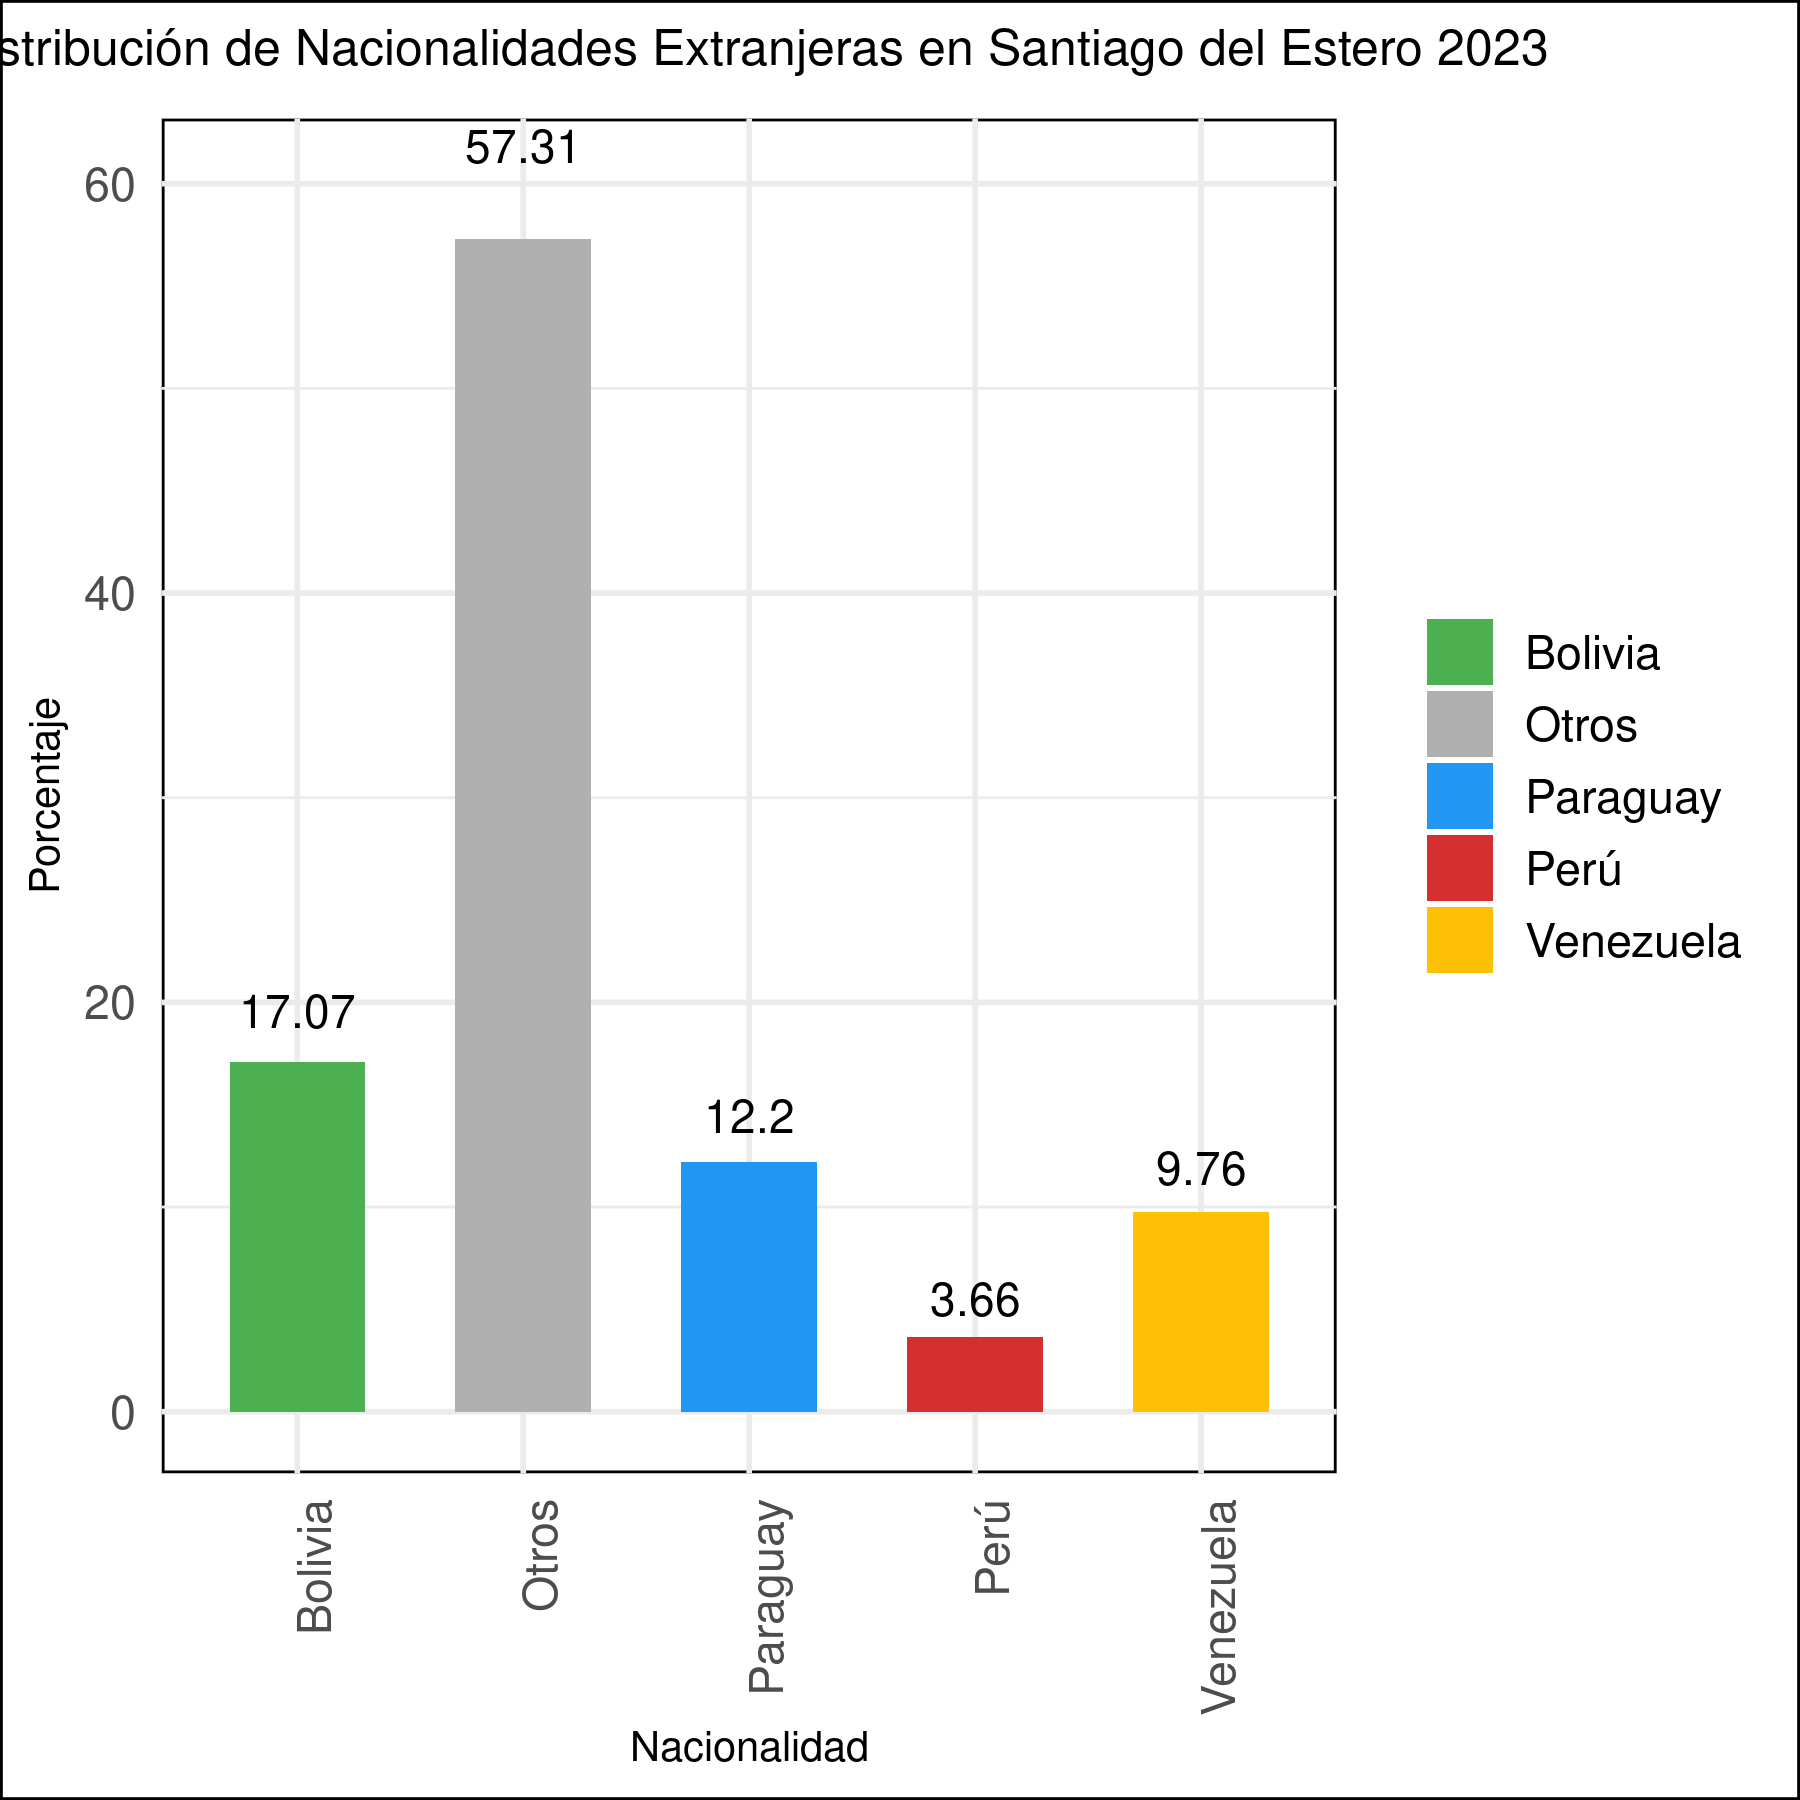 stribución de Nacionalidades Extranjeras en Santiago del Estero 2023
57.31
60
40
20
0
17.07
12.2
3.66
9.76
Porcentaje
Bolivia
Otros
Paraguay
Perú
Venezuela
Nacionalidad
Bolivia
Otros
Paraguay
Perú
Venezuela